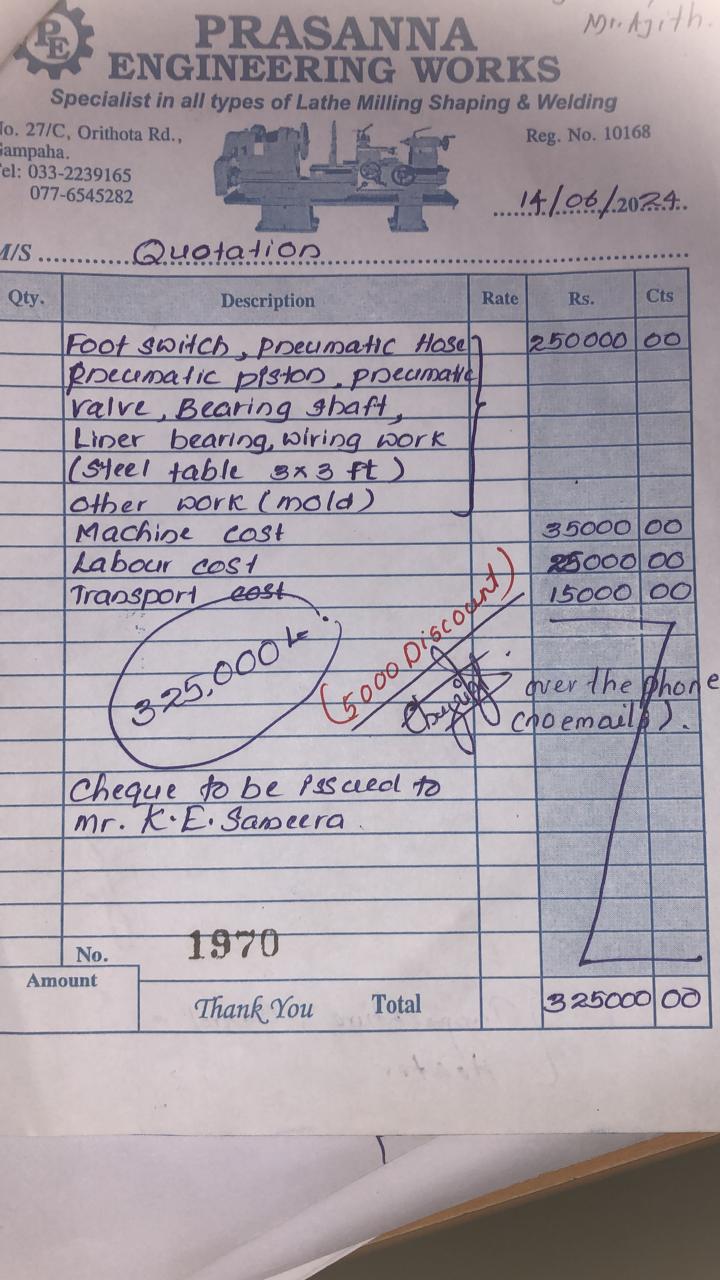 Mr. Ajith.
PE
PRASANNA
ENGINEERING WORKS
Specialist in all types of Lathe Milling Shaping & Welding
No. 27/C, Orithota Rd.,
Gampaha.
Tel: 033-2239165
077-6545282
Reg. No. 10168
14/06/2024
M/S Quotation
Qty. Description Rate Rs. Cts
Foot switch, pneumatic Hose 250000 00
pneumatic piston, pneumatic
valve, Bearing shaft,
Liner bearing, wiring work
(Steel table 3x3 ft)
other work (mold)
Machine cost 35000 00
Labour cost 25000 00
Transport cost 15000 00
325,000
(5000 Discount)
over the phone
(no email).
Cheque to be issued to
mr. K.E. Sameera.
No. 1970
Amount
Thank You Total 325000 00